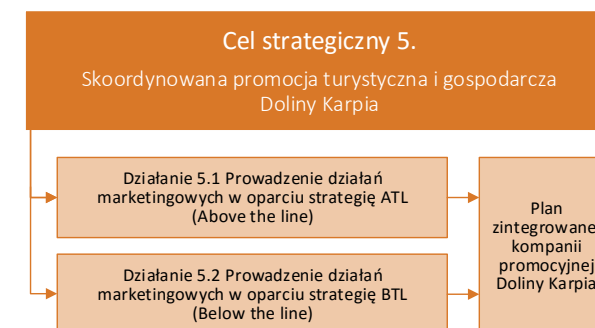 Cel strategiczny 5.
Skoordynowana promocja turystyczna i gospodarcza
Doliny Karpia
Działanie 5.1 Prowadzenie działań
marketingowych w oparciu strategię ATL
(Above the line)
Działanie 5.2 Prowadzenie działań
marketingowych w oparciu strategię BTL
(Below the line)
Plan
zintegrowane
kompanii
promocyjnej
Doliny Karpia